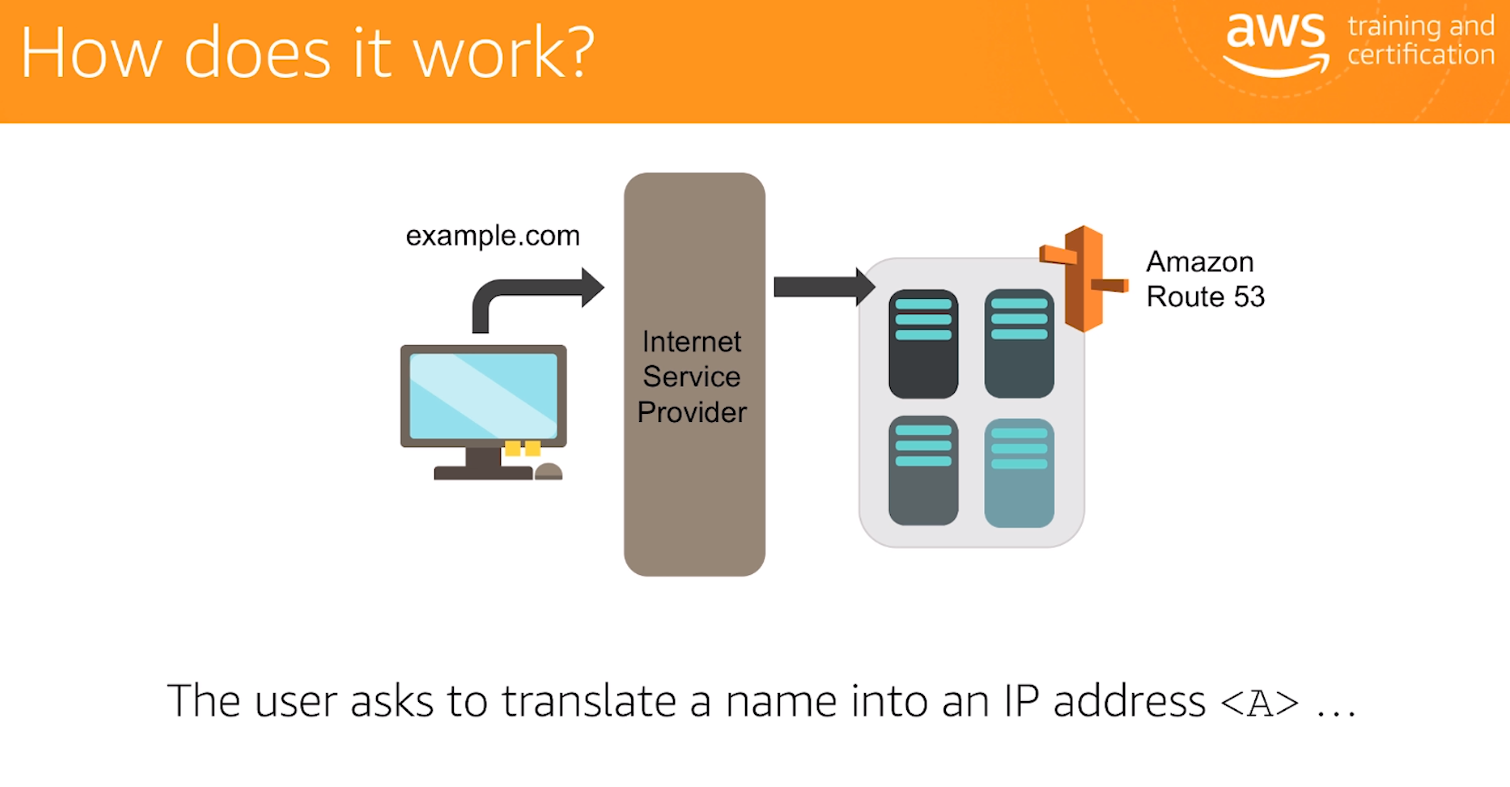 How does it work?
aws
training and
certification
example.com
Internet
Service
Provider
Amazon
Route 53
The user asks to translate a name into an IP address <A> ...